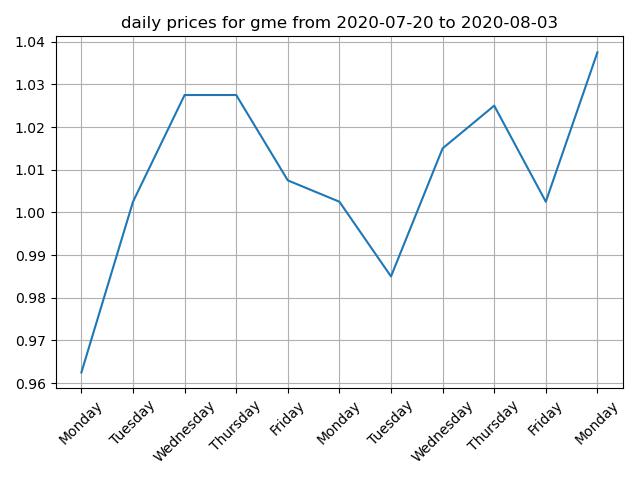 daily prices for gme from 2020-07-20 to 2020-08-03
1.04
1.03
1.02
1.01
1.00
0.99
0.98
0.97
0.96
Monday
Tuesday
Wednesday
Thursday
Friday
Monday
Tuesday
Wednesday
Thursday
Friday
Monday